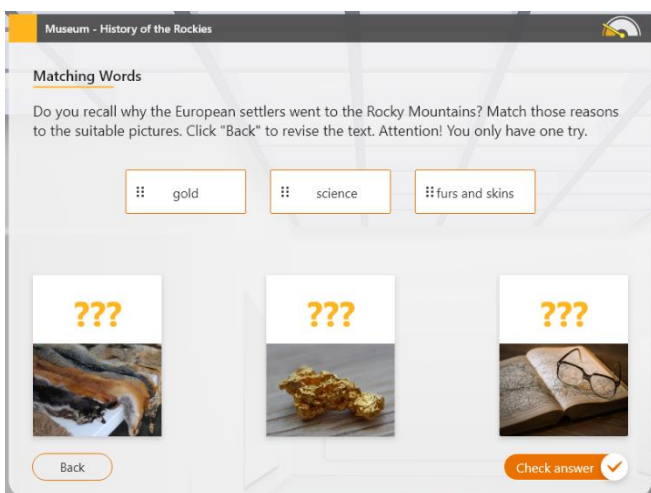 Museum - History of the Rockies
Matching Words
Do you recall why the European settlers went to the Rocky Mountains? Match those reasons
to the suitable pictures. Click "Back" to revise the text. Attention! You only have one try.
gold
science
furs and skins
???
???
???
Back
Check answer